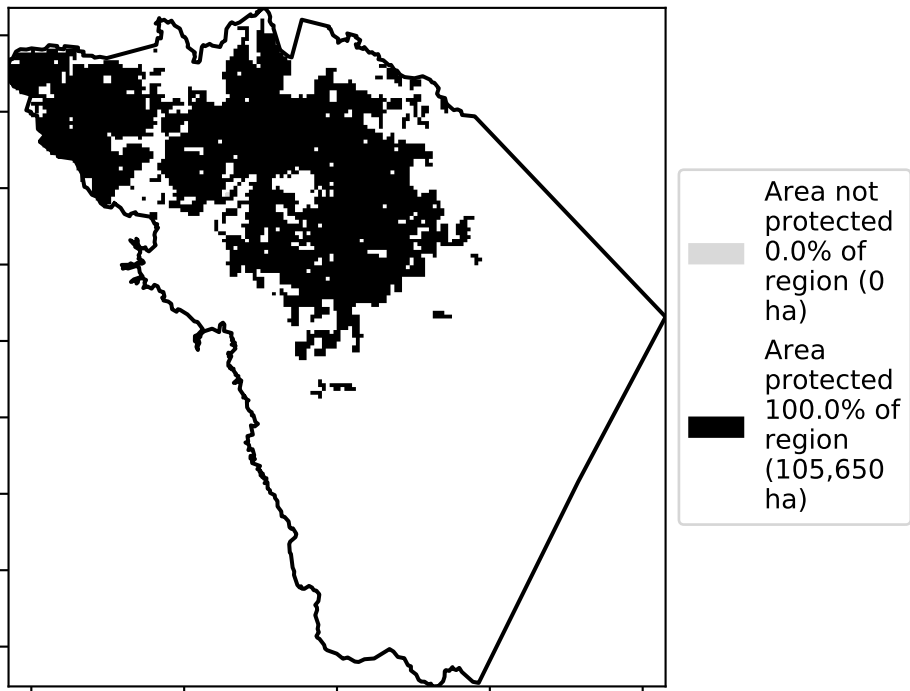 Area not
protected
0.0% of
region (0
ha)
Area
protected
100.0% of
region
(105,650
ha)